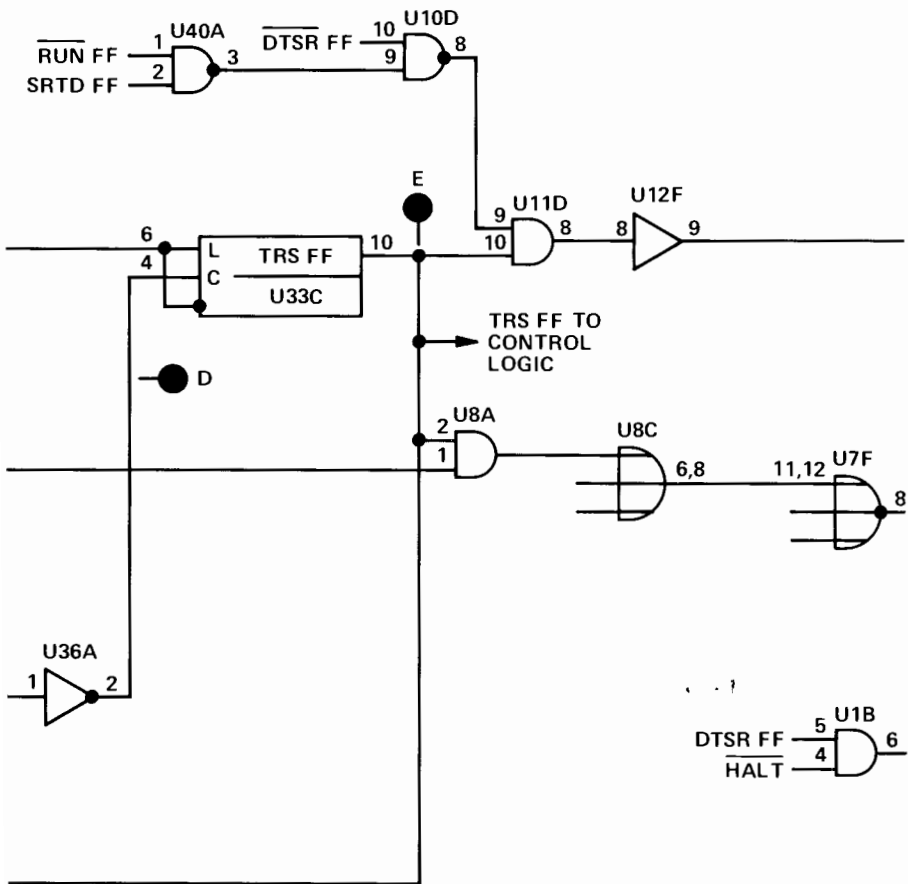 U40A
U10D
1
RUN FF
2
SRTD FF
3
10
DTSR FF
9
8
E
U11D
U12F
9
10
8
8
9
6
L
TRS FF
10
4
C
U33C
TRS FF TO
CONTROL
LOGIC
D
U8A
2
1
U8C
6,8
U7F
11,12
8
U36A
1
2
U1B
DTSR FF
5
HALT
4
6